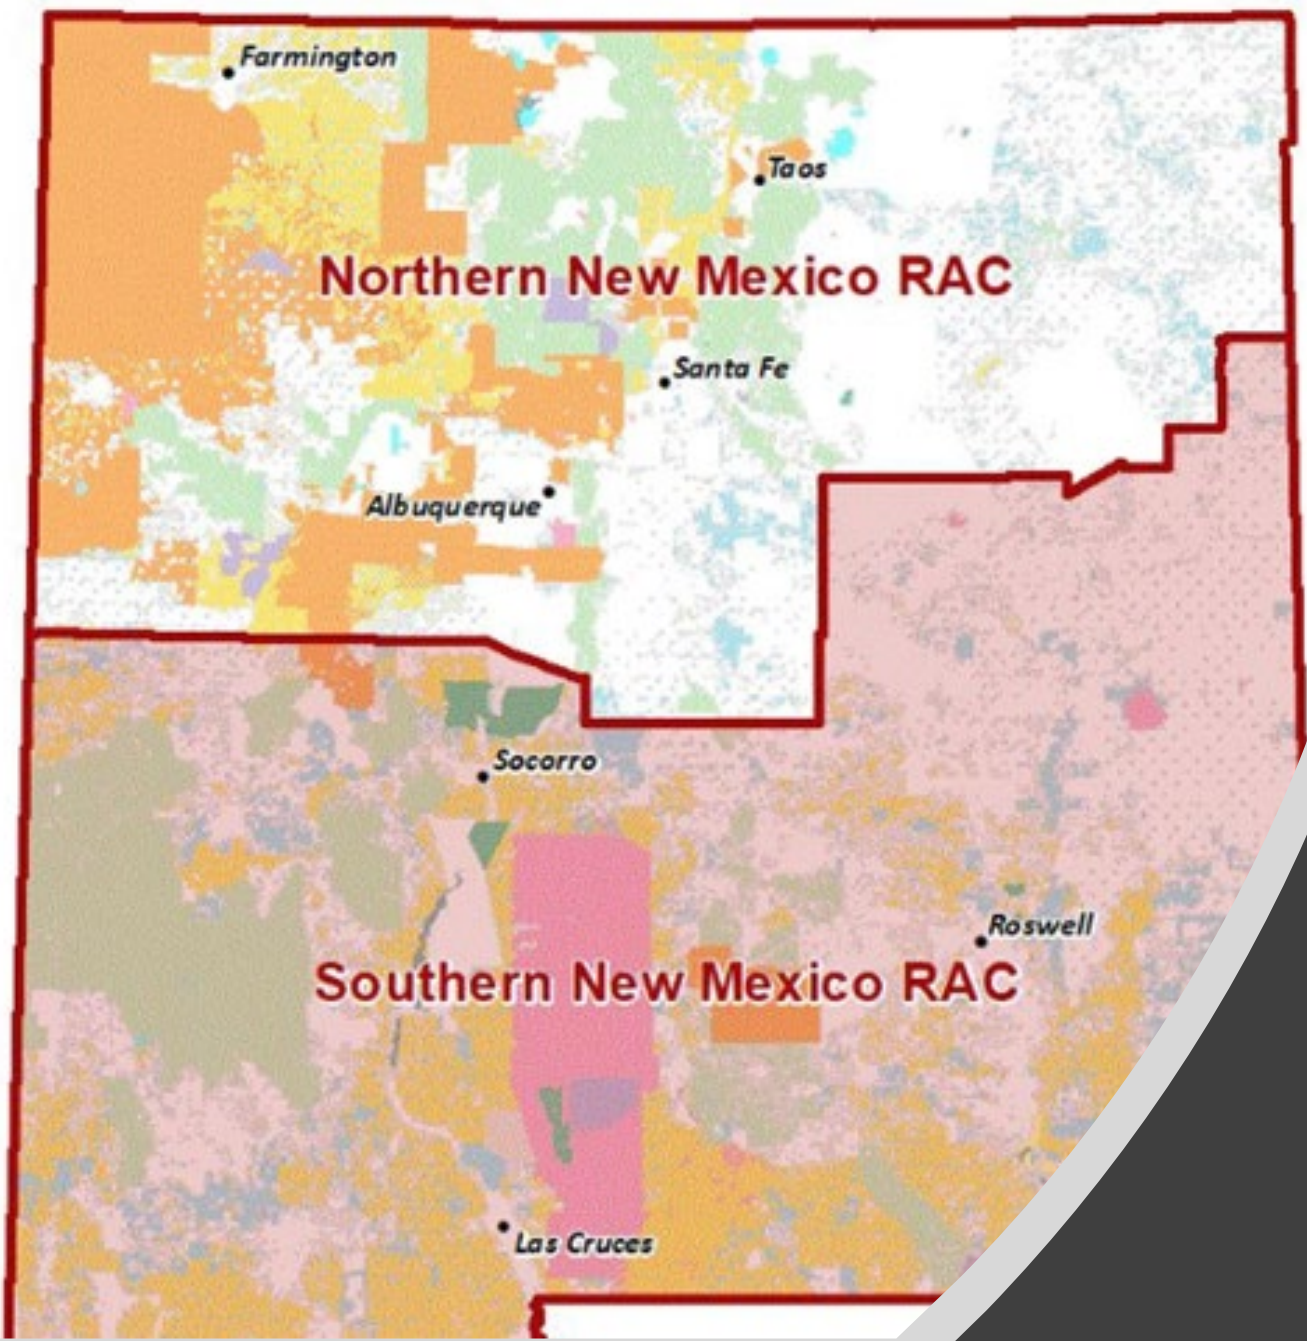 Farmington
Taos
Northern New Mexico RAC
Santa Fe
Albuquerque
Socorro
Roswell
Southern New Mexico RAC
Las Cruces